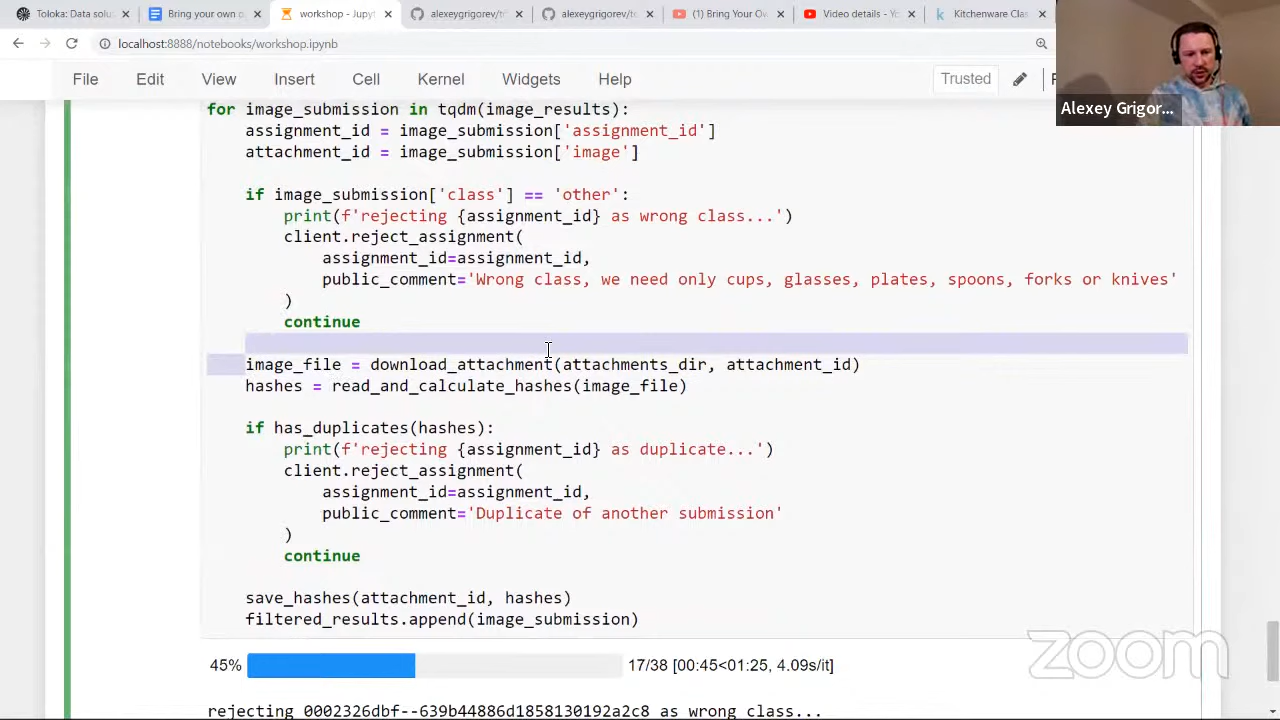 Toloka: Data solu
Bring your own p
workshop - Jupyt
alexeygrigorev/t
alexeygrigorev/t
(1) Bring Your Ow
Video details - Yo
Kitchenware Clas
localhost:8888/notebooks/workshop.ipynb
File Edit View Insert Cell Kernel Widgets Help
Trusted
Alexey Grigor...
for image_submission in tqdm(image_results):
    assignment_id = image_submission['assignment_id']
    attachment_id = image_submission['image']
    if image_submission['class'] == 'other':
        print(f'rejecting {assignment_id} as wrong class...')
        client.reject_assignment(
            assignment_id=assignment_id,
            public_comment='Wrong class, we need only cups, glasses, plates, spoons, forks or knives'
        )
        continue
    image_file = download_attachment(attachments_dir, attachment_id)
    hashes = read_and_calculate_hashes(image_file)
    if has_duplicates(hashes):
        print(f'rejecting {assignment_id} as duplicate...')
        client.reject_assignment(
            assignment_id=assignment_id,
            public_comment='Duplicate of another submission'
        )
        continue
    save_hashes(attachment_id, hashes)
    filtered_results.append(image_submission)
45% 17/38 [00:45<01:25, 4.09s/it]
zoom
rejecting 0002326dbf--639b44886d1858130192a2c8 as wrong class...